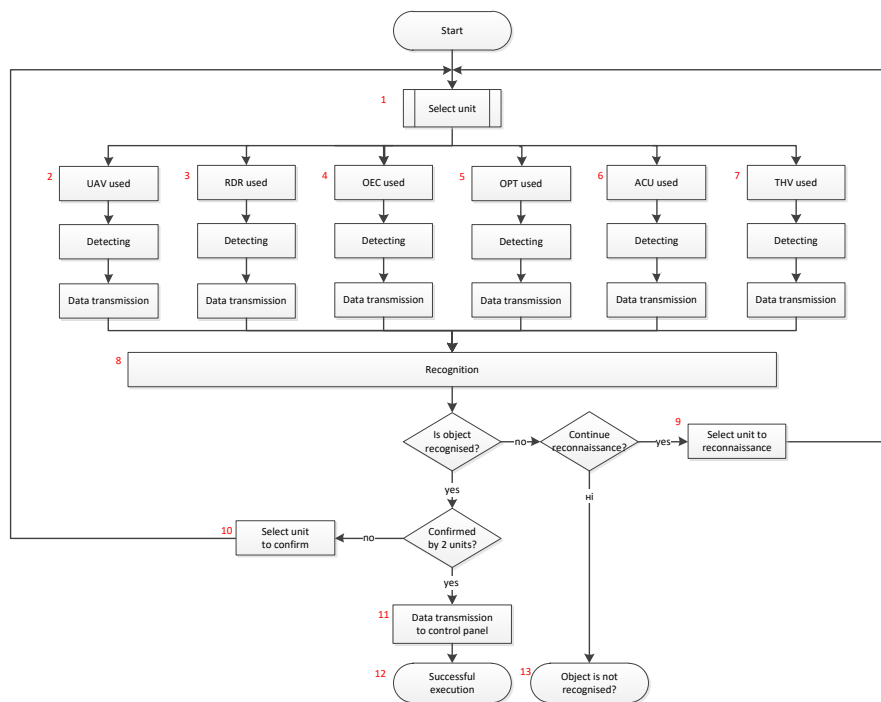 Start
1
Select unit
2
UAV used
3
RDR used
4
OEC used
5
OPT used
6
ACU used
7
THV used
Detecting
Detecting
Detecting
Detecting
Detecting
Detecting
Data transmission
Data transmission
Data transmission
Data transmission
Data transmission
Data transmission
8
Recognition
Is object
recognised?
no
Continue
reconnaissance?
yes
9
Select unit to
reconnaissance
yes
ні
10
Select unit
to confirm
no
Confirmed
by 2 units?
yes
11
Data transmission
to control panel
12
Successful
execution
13
Object is not
recognised?